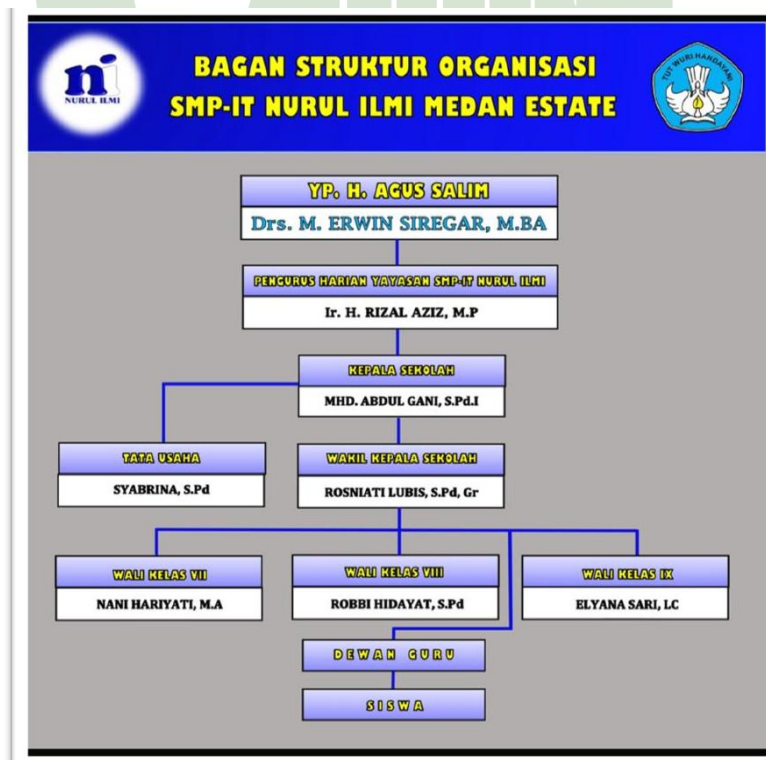 ni
NURUL ILMI
BAGAN STRUKTUR ORGANISASI
SMP-IT NURUL ILMI MEDAN ESTATE
TUT WURI HANDAYANI
YP. H. AGUS SALIM
Drs. M. ERWIN SIREGAR, M.BA
PENGURUS HARIAN YAYASAN SMP-IT NURUL ILMI
Ir. H. RIZAL AZIZ, M.P
KEPALA SEKOLAH
MHD. ABDUL GANI, S.Pd.I
TATA USAHA
SYABRINA, S.Pd
WAKIL KEPALA SEKOLAH
ROSNIATI LUBIS, S.Pd, Gr
WALI KELAS VII
NANI HARIYATI, M.A
WALI KELAS VIII
ROBBI HIDAYAT, S.Pd
WALI KELAS IX
ELYANA SARI, LC
DEWAN GURU
SISWA